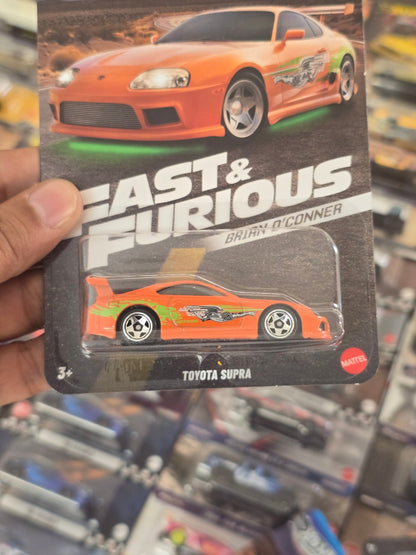 FAST &
FURIOUS
BRIAN O'CONNER
MATTEL
3+
TOYOTA SUPRA